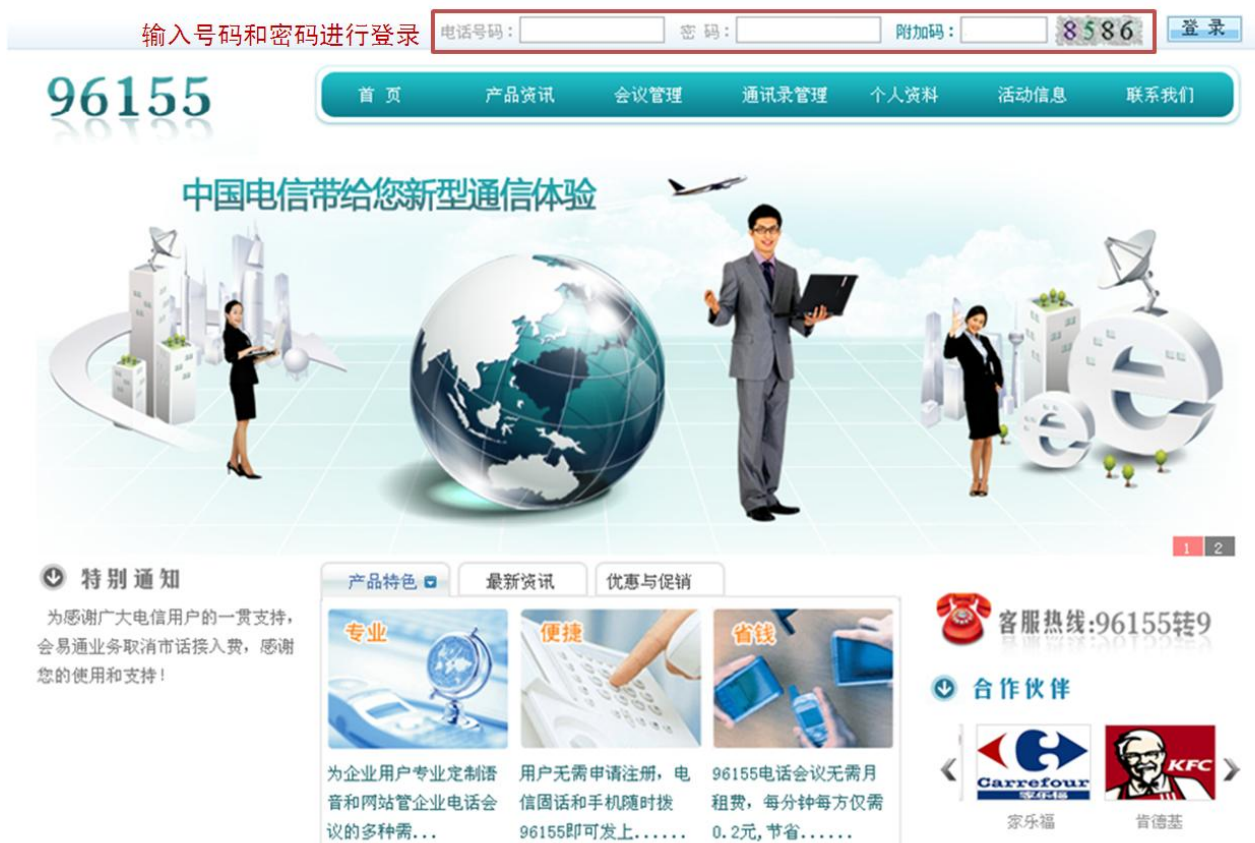 输入号码和密码进行登录 电话号码： 密 码： 附加码： 8586 登 录
96155
首 页 产品资讯 会议管理 通讯录管理 个人资料 活动信息 联系我们
中国电信带给您新型通信体验
1 2
特别通知
为感谢广大电信用户的一贯支持，
会易通业务取消市话接入费，感谢
您的使用和支持！
产品特色 最新资讯 优惠与促销
专业
为企业用户专业定制语
音和网站管企业电话会
议的多种需...
便捷
用户无需申请注册，电
信固话和手机随时拨
96155即可发上......
省钱
96155电话会议无需月
租费，每分钟每方仅需
0.2元,节省......
客服热线:96155转9
合作伙伴
Carrefour
家乐福
家乐福
KFC
肯德基